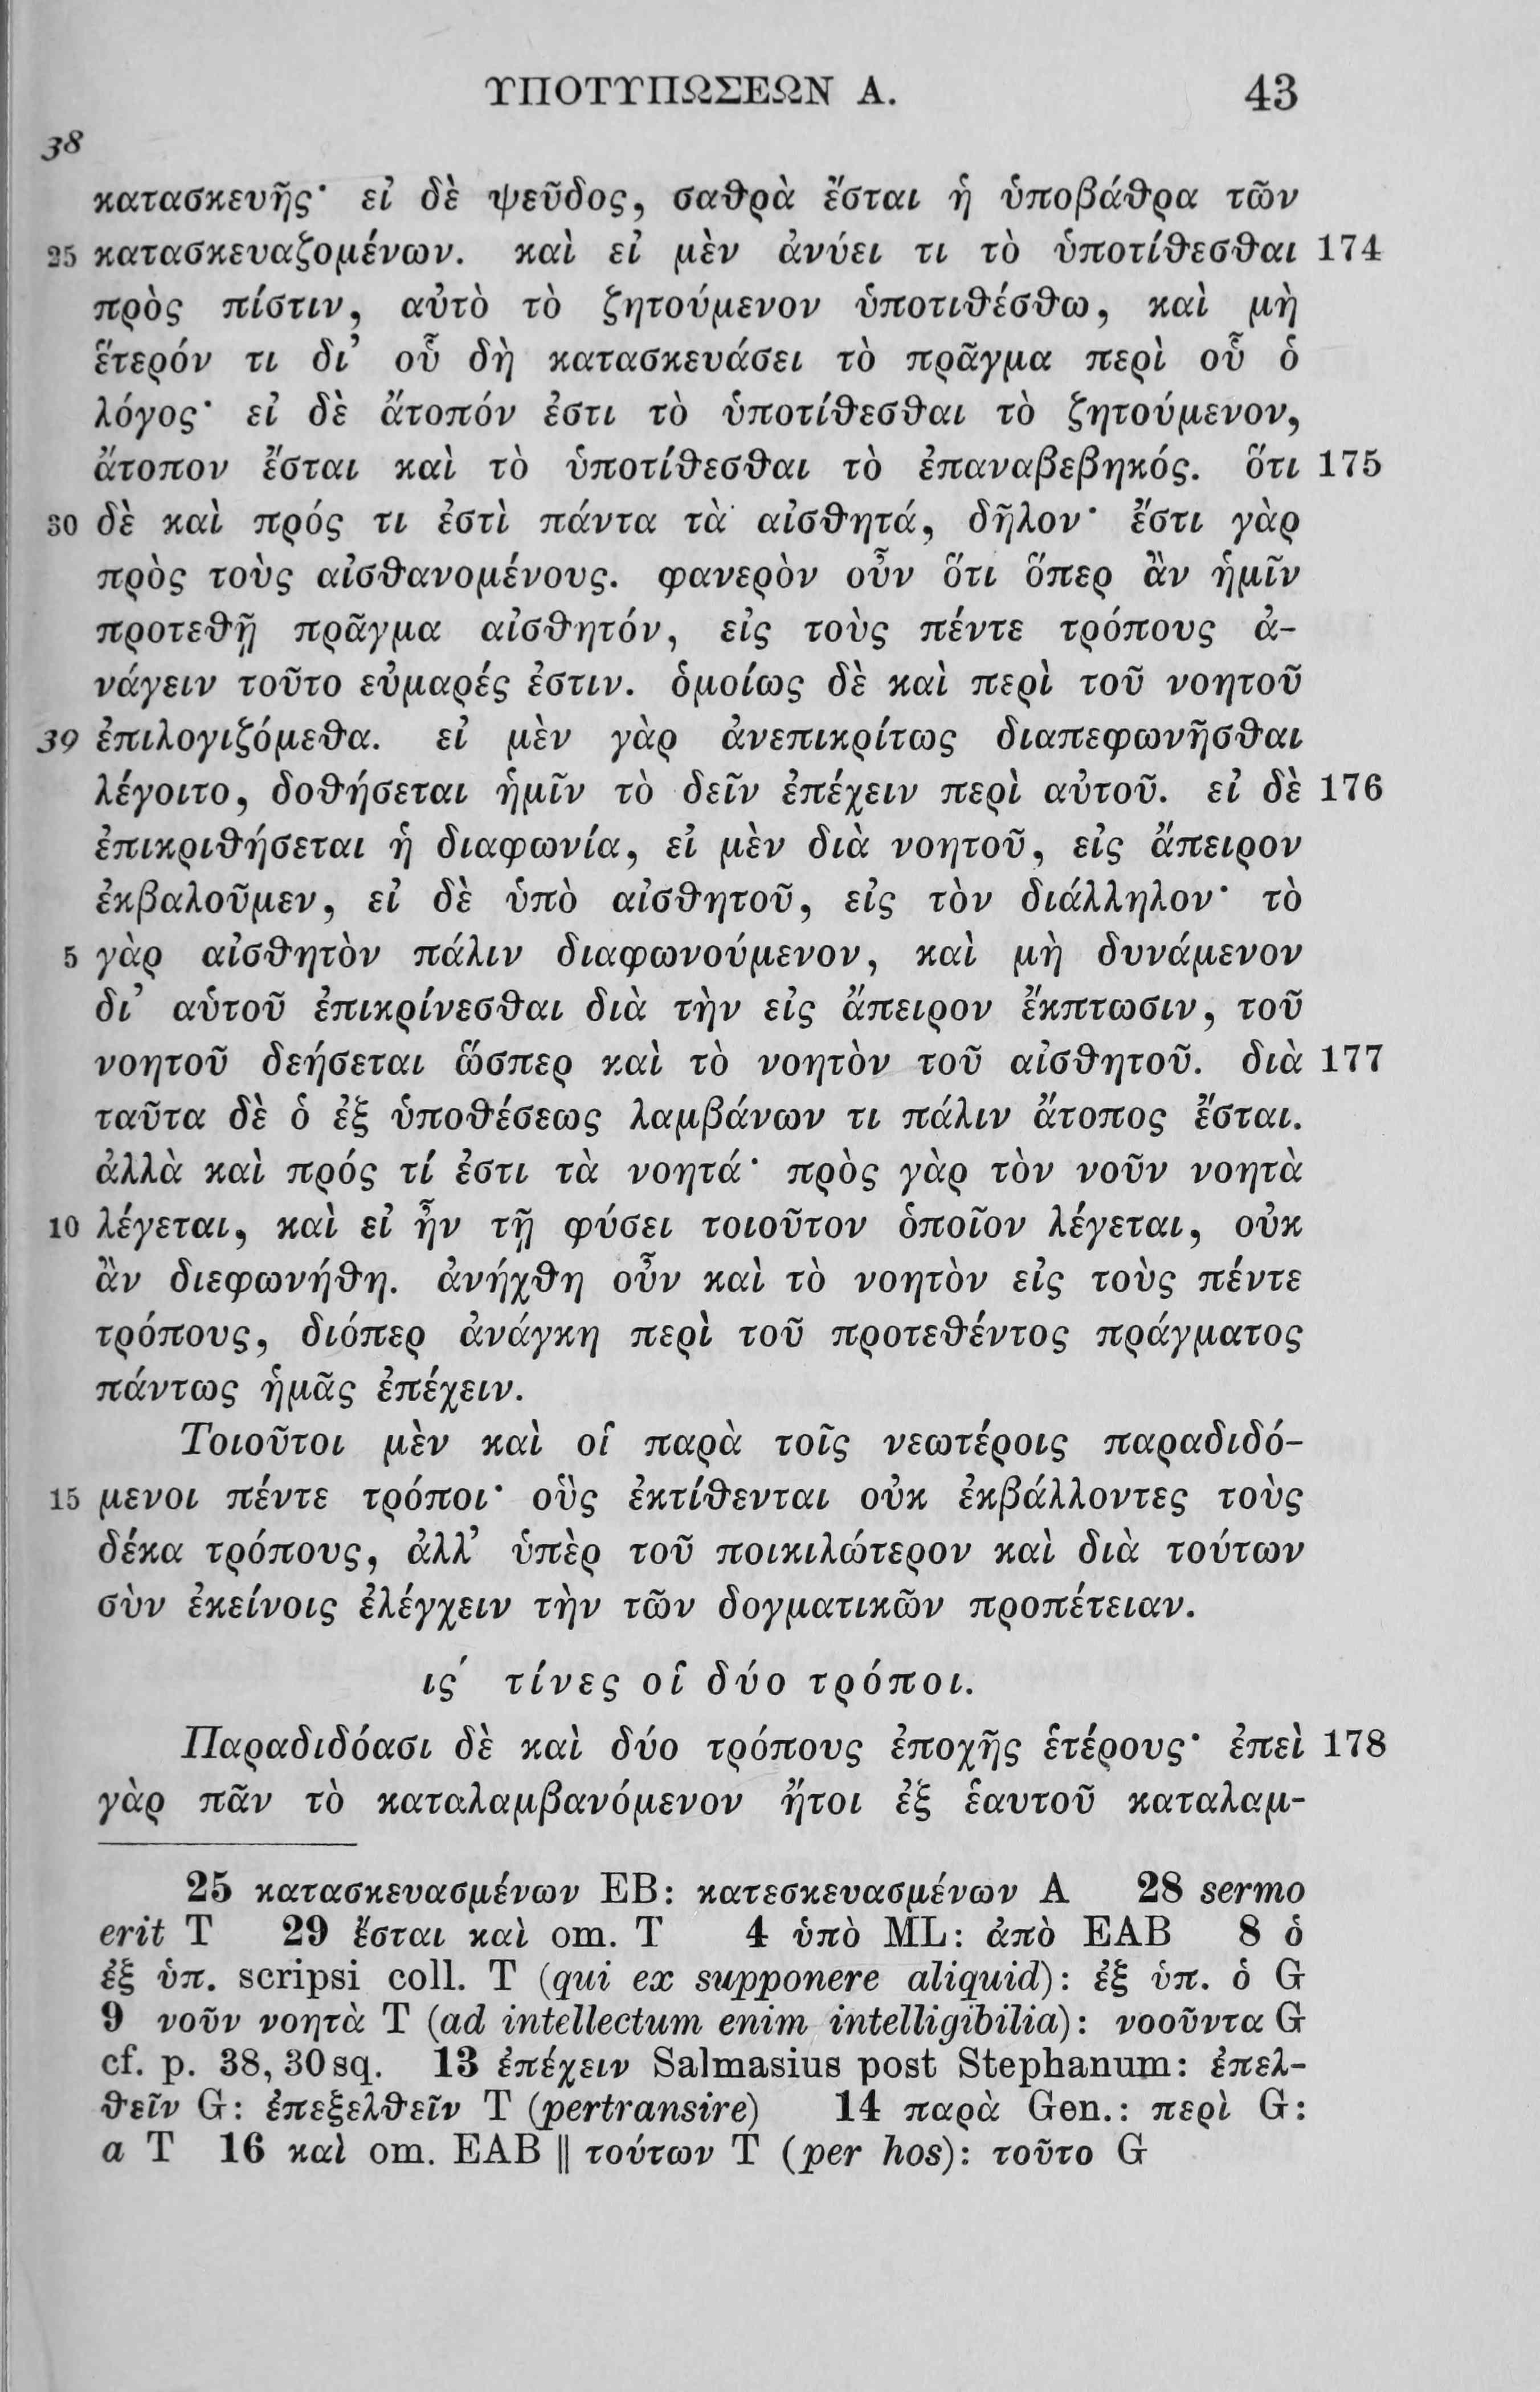 ΥΠΟΤΥΠΩΣΕΩΝ Α. 43
38
κατασκευῆς· εἰ δὲ ψεῦδος, σαθρὰ ἔσται ἡ ὑποβάθρα τῶν
25 κατασκευαζομένων. καὶ εἰ μὲν ἀνύει τι τὸ ὑποτίθεσθαι 174
πρὸς πίστιν, αὐτὸ τὸ ζητούμενον ὑποτιθέσθω, καὶ μὴ
ἕτερόν τι δι’ οὗ δὴ κατασκευάσει τὸ πρᾶγμα περὶ οὗ ὁ
λόγος· εἰ δὲ ἄτοπόν ἐστι τὸ ὑποτίθεσθαι τὸ ζητούμενον,
ἄτοπον ἔσται καὶ τὸ ὑποτίθεσθαι τὸ ἐπαναβεβηκός. ὅτι 175
30 δὲ καὶ πρός τι ἐστὶ πάντα τὰ αἰσθητά, δῆλον· ἔστι γὰρ
πρὸς τοὺς αἰσθανομένους. φανερὸν οὖν ὅτι ὅπερ ἂν ἡμῖν
προτεθῇ πρᾶγμα αἰσθητόν, εἰς τοὺς πέντε τρόπους ἀ-
νάγειν τοῦτο εὐμαρές ἐστιν. ὁμοίως δὲ καὶ περὶ τοῦ νοητοῦ
39 ἐπιλογιζόμεθα. εἰ μὲν γὰρ ἀνεπικρίτως διαπεφωνῆσθαι
λέγοιτο, δοθήσεται ἡμῖν τὸ δεῖν ἐπέχειν περὶ αὐτοῦ. εἰ δὲ 176
ἐπικριθήσεται ἡ διαφωνία, εἰ μὲν διὰ νοητοῦ, εἰς ἄπειρον
ἐκβαλοῦμεν, εἰ δὲ ὑπὸ αἰσθητοῦ, εἰς τὸν διάλληλον· τὸ
5 γὰρ αἰσθητὸν πάλιν διαφωνούμενον, καὶ μὴ δυνάμενον
δι’ αὑτοῦ ἐπικρίνεσθαι διὰ τὴν εἰς ἄπειρον ἔκπτωσιν, τοῦ
νοητοῦ δεήσεται ὥσπερ καὶ τὸ νοητὸν τοῦ αἰσθητοῦ. διὰ 177
ταῦτα δὲ ὁ ἐξ ὑποθέσεως λαμβάνων τι πάλιν ἄτοπος ἔσται.
ἀλλὰ καὶ πρός τί ἐστι τὰ νοητά· πρὸς γὰρ τὸν νοῦν νοητὰ
10 λέγεται, καὶ εἰ ἦν τῇ φύσει τοιοῦτον ὁποῖον λέγεται, οὐκ
ἂν διεφωνήθη. ἀνήχθη οὖν καὶ τὸ νοητὸν εἰς τοὺς πέντε
τρόπους, διόπερ ἀνάγκη περὶ τοῦ προτεθέντος πράγματος
πάντως ἡμᾶς ἐπέχειν.
Τοιοῦτοι μὲν καὶ οἱ παρὰ τοῖς νεωτέροις παραδιδό-
15 μενοι πέντε τρόποι· οὓς ἐκτίθενται οὐκ ἐκβάλλοντες τοὺς
δέκα τρόπους, ἀλλ’ ὑπὲρ τοῦ ποικιλώτερον καὶ διὰ τούτων
σὺν ἐκείνοις ἐλέγχειν τὴν τῶν δογματικῶν προπέτειαν.
ιϛ΄ τίνες οἱ δύο τρόποι.
Παραδιδόασι δὲ καὶ δύο τρόπους ἐποχῆς ἑτέρους· ἐπεὶ 178
γὰρ πᾶν τὸ καταλαμβανόμενον ἤτοι ἐξ ἑαυτοῦ καταλαμ-
25 κατασκευασμένων EB: κατεσκευασμένων A 28 sermo
erit T 29 ἔσται καὶ om. T 4 ὑπὸ ML: ἀπὸ EAB 8 ὁ
ἐξ ὑπ. scripsi coll. T (qui ex supponere aliquid): ἐξ ὑπ. ὁ G
9 νοῦν νοητὰ T (ad intellectum enim intelligibilia): νοοῦντα G
cf. p. 38, 30 sq. 13 ἐπέχειν Salmasius post Stephanum: ἐπελ-
θεῖν G: ἐπεξελθεῖν T (pertransire) 14 παρὰ Gen.: περὶ G:
a T 16 καὶ om. EAB || τούτων T (per hos): τοῦτο G